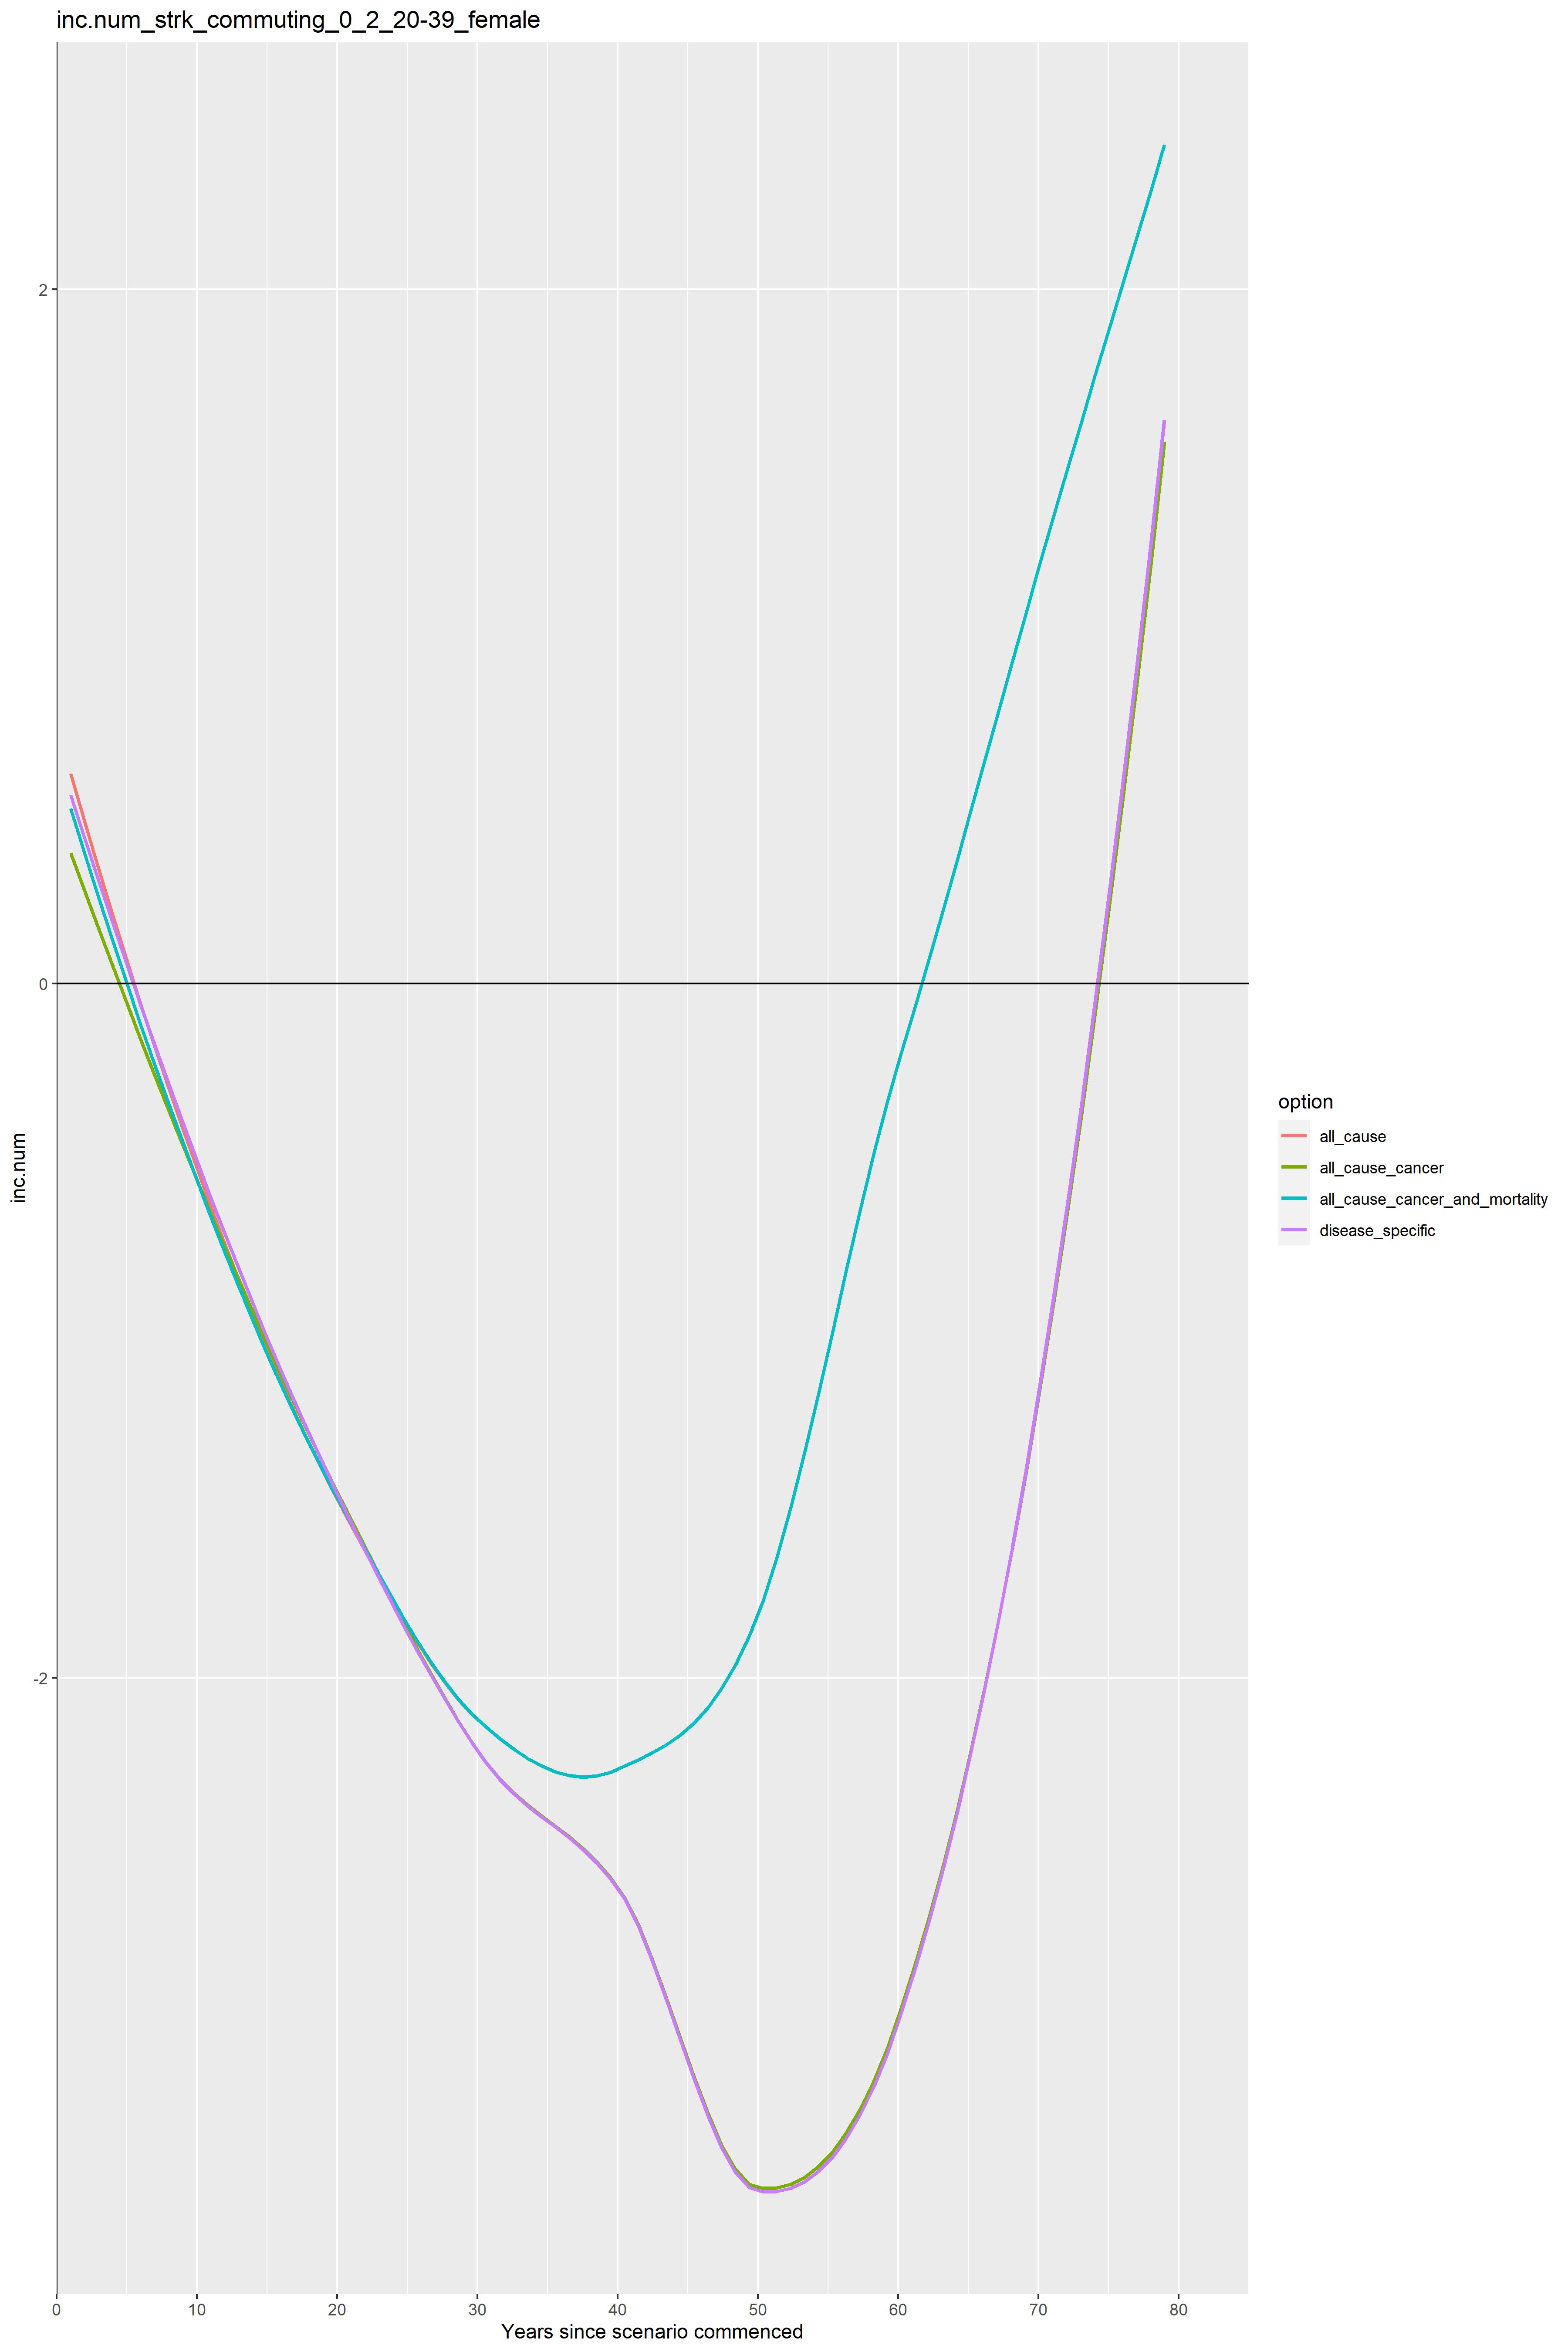 inc.num_strk_commuting_0_2_20-39_female
2
0
-2
inc.num
0 10 20 30 40 50 60 70 80
Years since scenario commenced
option
all_cause
all_cause_cancer
all_cause_cancer_and_mortality
disease_specific